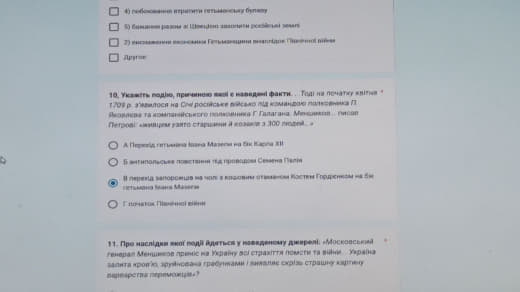 4) побоювання втратити гетьманську булаву
5) бажання разом зі Швецією захопити російські землі
2) виснаження економіки Гетьманщини внаслідок Північної війни
Другое:
10, Укажіть подію, причиною якої є наведені факти. ...Тоді на початку квітня *
1709 р. з'явилося на Січі російське військо під командою полковника П.
Яковлєва та компанійського полковника Г. Галагана. Меншиков... писав
Петрові: «живцем узято старшини й козаків з 300 людей...»
А Перехід гетьмана Івана Мазепи на бік Карла XII
Б антипольське повстання під проводом Семена Палія
В перехід запорожців на чолі з кошовим отаманом Костем Гордієнком на бік
гетьмана Івана Мазепи
Г початок Північної війни
11. Про наслідки якої події йдеться у наведеному джерелі: «Московський *
генерал Меншиков приніс на Україну всі страхіття помсти та війни... Україна
залита кров'ю, зруйнована грабунками і виявляє скрізь страшну картину
варварства переможців»?